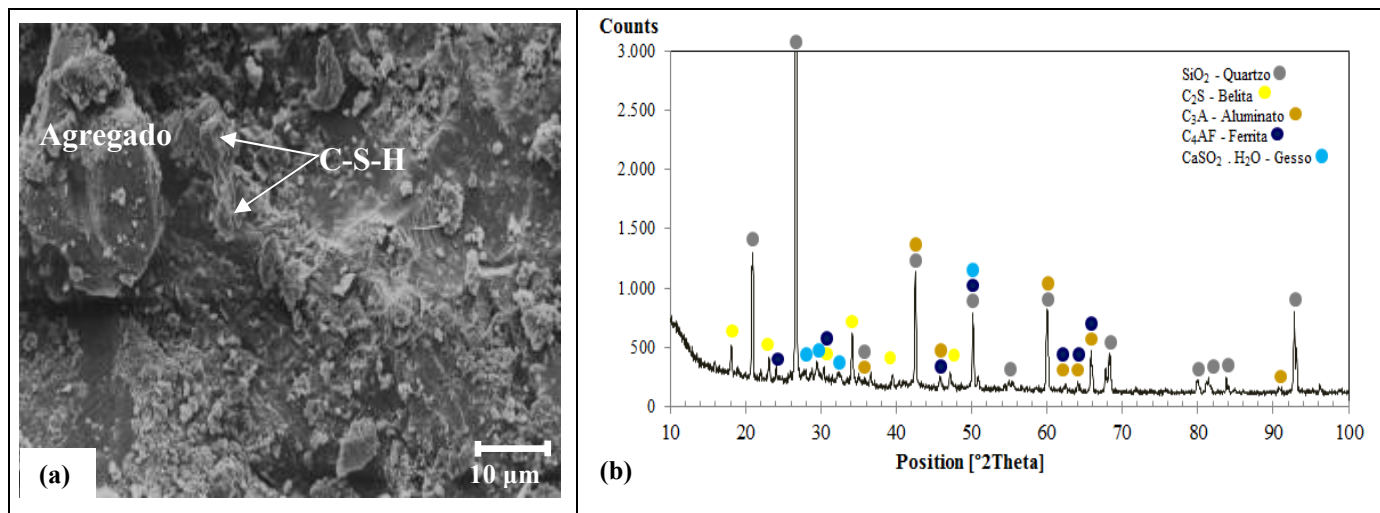 Agregado
C-S-H
(a)
10 µm
Counts
3.000
2.500
2.000
1.500
1.000
500
0
SiO₂ - Quartzo
C₂S - Belita
C₃A - Aluminato
C₄AF - Ferrita
CaSO₂ . H₂O - Gesso
10 20 30 40 50 60 70 80 90 100
Position [°2Theta]
(b)